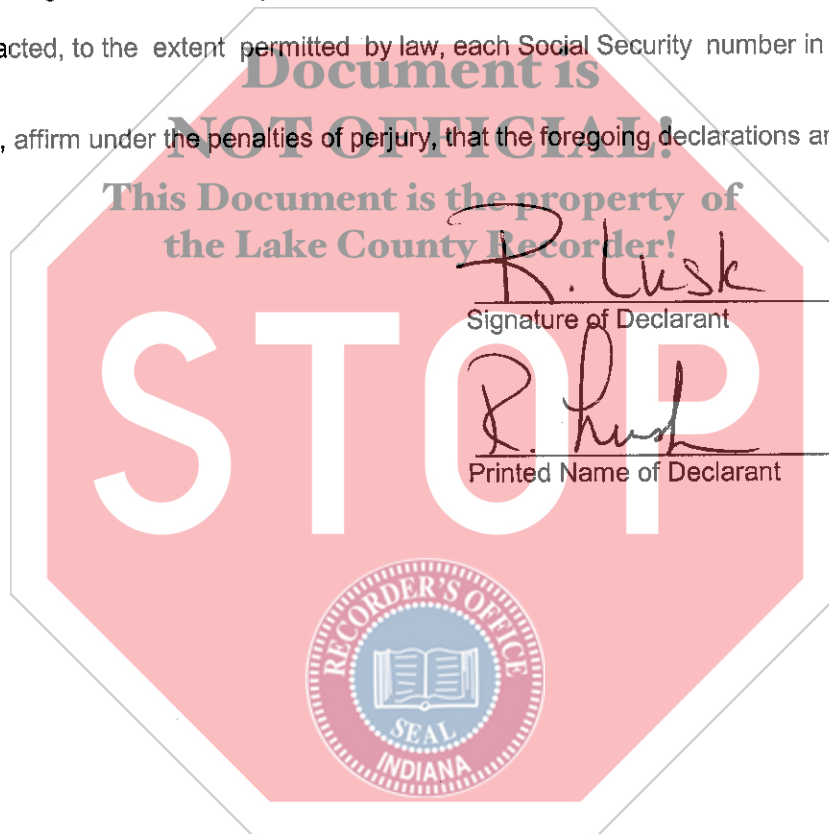 acted, to the extent permitted by law, each Social Security number in
Document is
, affirm under the penalties of perjury, that the foregoing declarations ar
NOT OFFICIAL!
This Document is the property of
the Lake County Recorder!
R. Lusk
Signature of Declarant
R. Lusk
Printed Name of Declarant
STOP
RECORDER'S OFFICE
SEAL
INDIANA